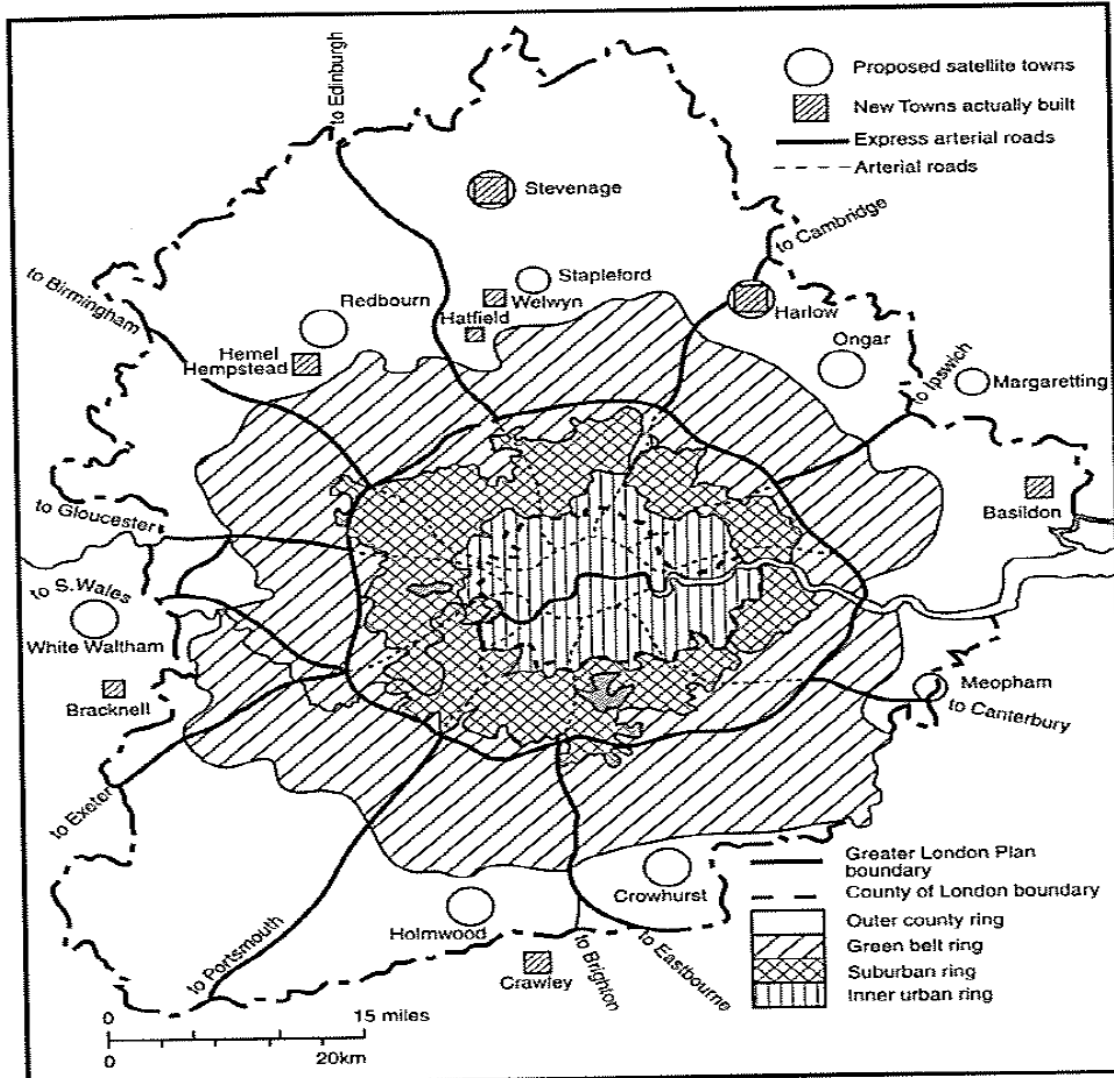 Proposed satellite towns
New Towns actually built
Express arterial roads
Arterial roads
to Edinburgh
Stevenage
to Cambridge
to Birmingham
Redbourn
Stapleford
Welwyn
Hatfield
Harlow
Hemel
Hempstead
Ongar
to Ipswich
Margaretting
to Gloucester
Basildon
to S. Wales
White Waltham
Bracknell
Meopham
to Canterbury
to Exeter
Crowhurst
Holmwood
to Portsmouth
Crawley
to Brighton
to Eastbourne
Greater London Plan
boundary
County of London boundary
Outer county ring
Green belt ring
Suburban ring
Inner urban ring
0 15 miles
0 20km